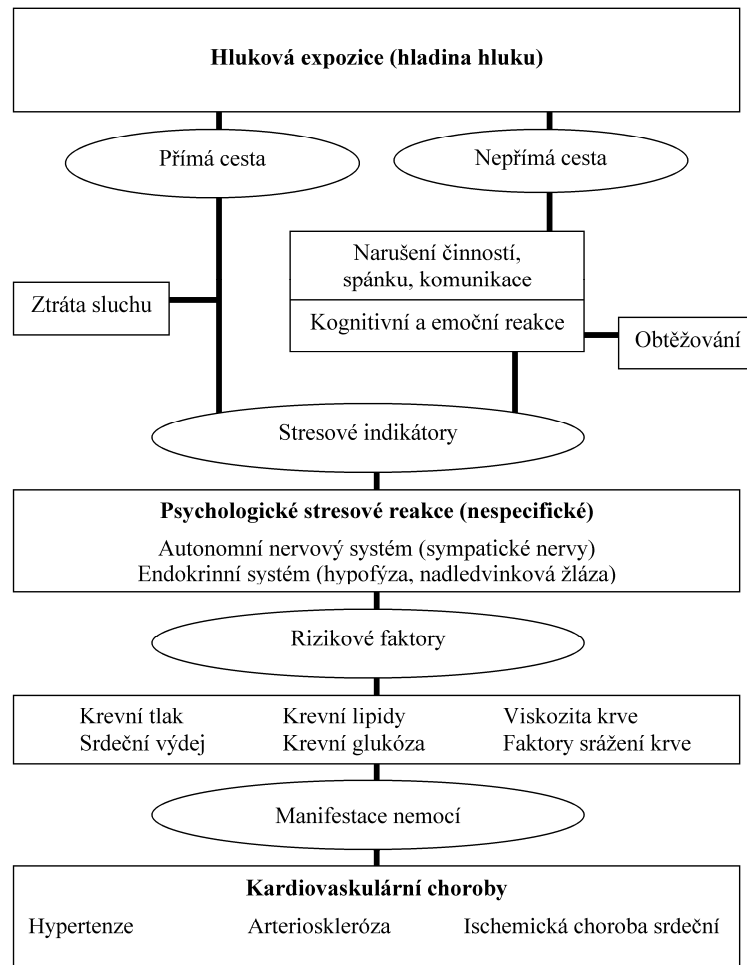 Hluková expozice (hladina hluku)
Přímá cesta
Nepřímá cesta
Narušení činností,
spánku, komunikace
Ztráta sluchu
Kognitivní a emoční reakce
Obtěžování
Stresové indikátory
Psychologické stresové reakce (nespecifické)
Autonomní nervový systém (sympatické nervy)
Endokrinní systém (hypofýza, nadledvinková žláza)
Rizikové faktory
Krevní tlak Krevní lipidy Viskozita krve
Srdeční výdej Krevní glukóza Faktory srážení krve
Manifestace nemocí
Kardiovaskulární choroby
Hypertenze Arterioskleróza Ischemická choroba srdeční